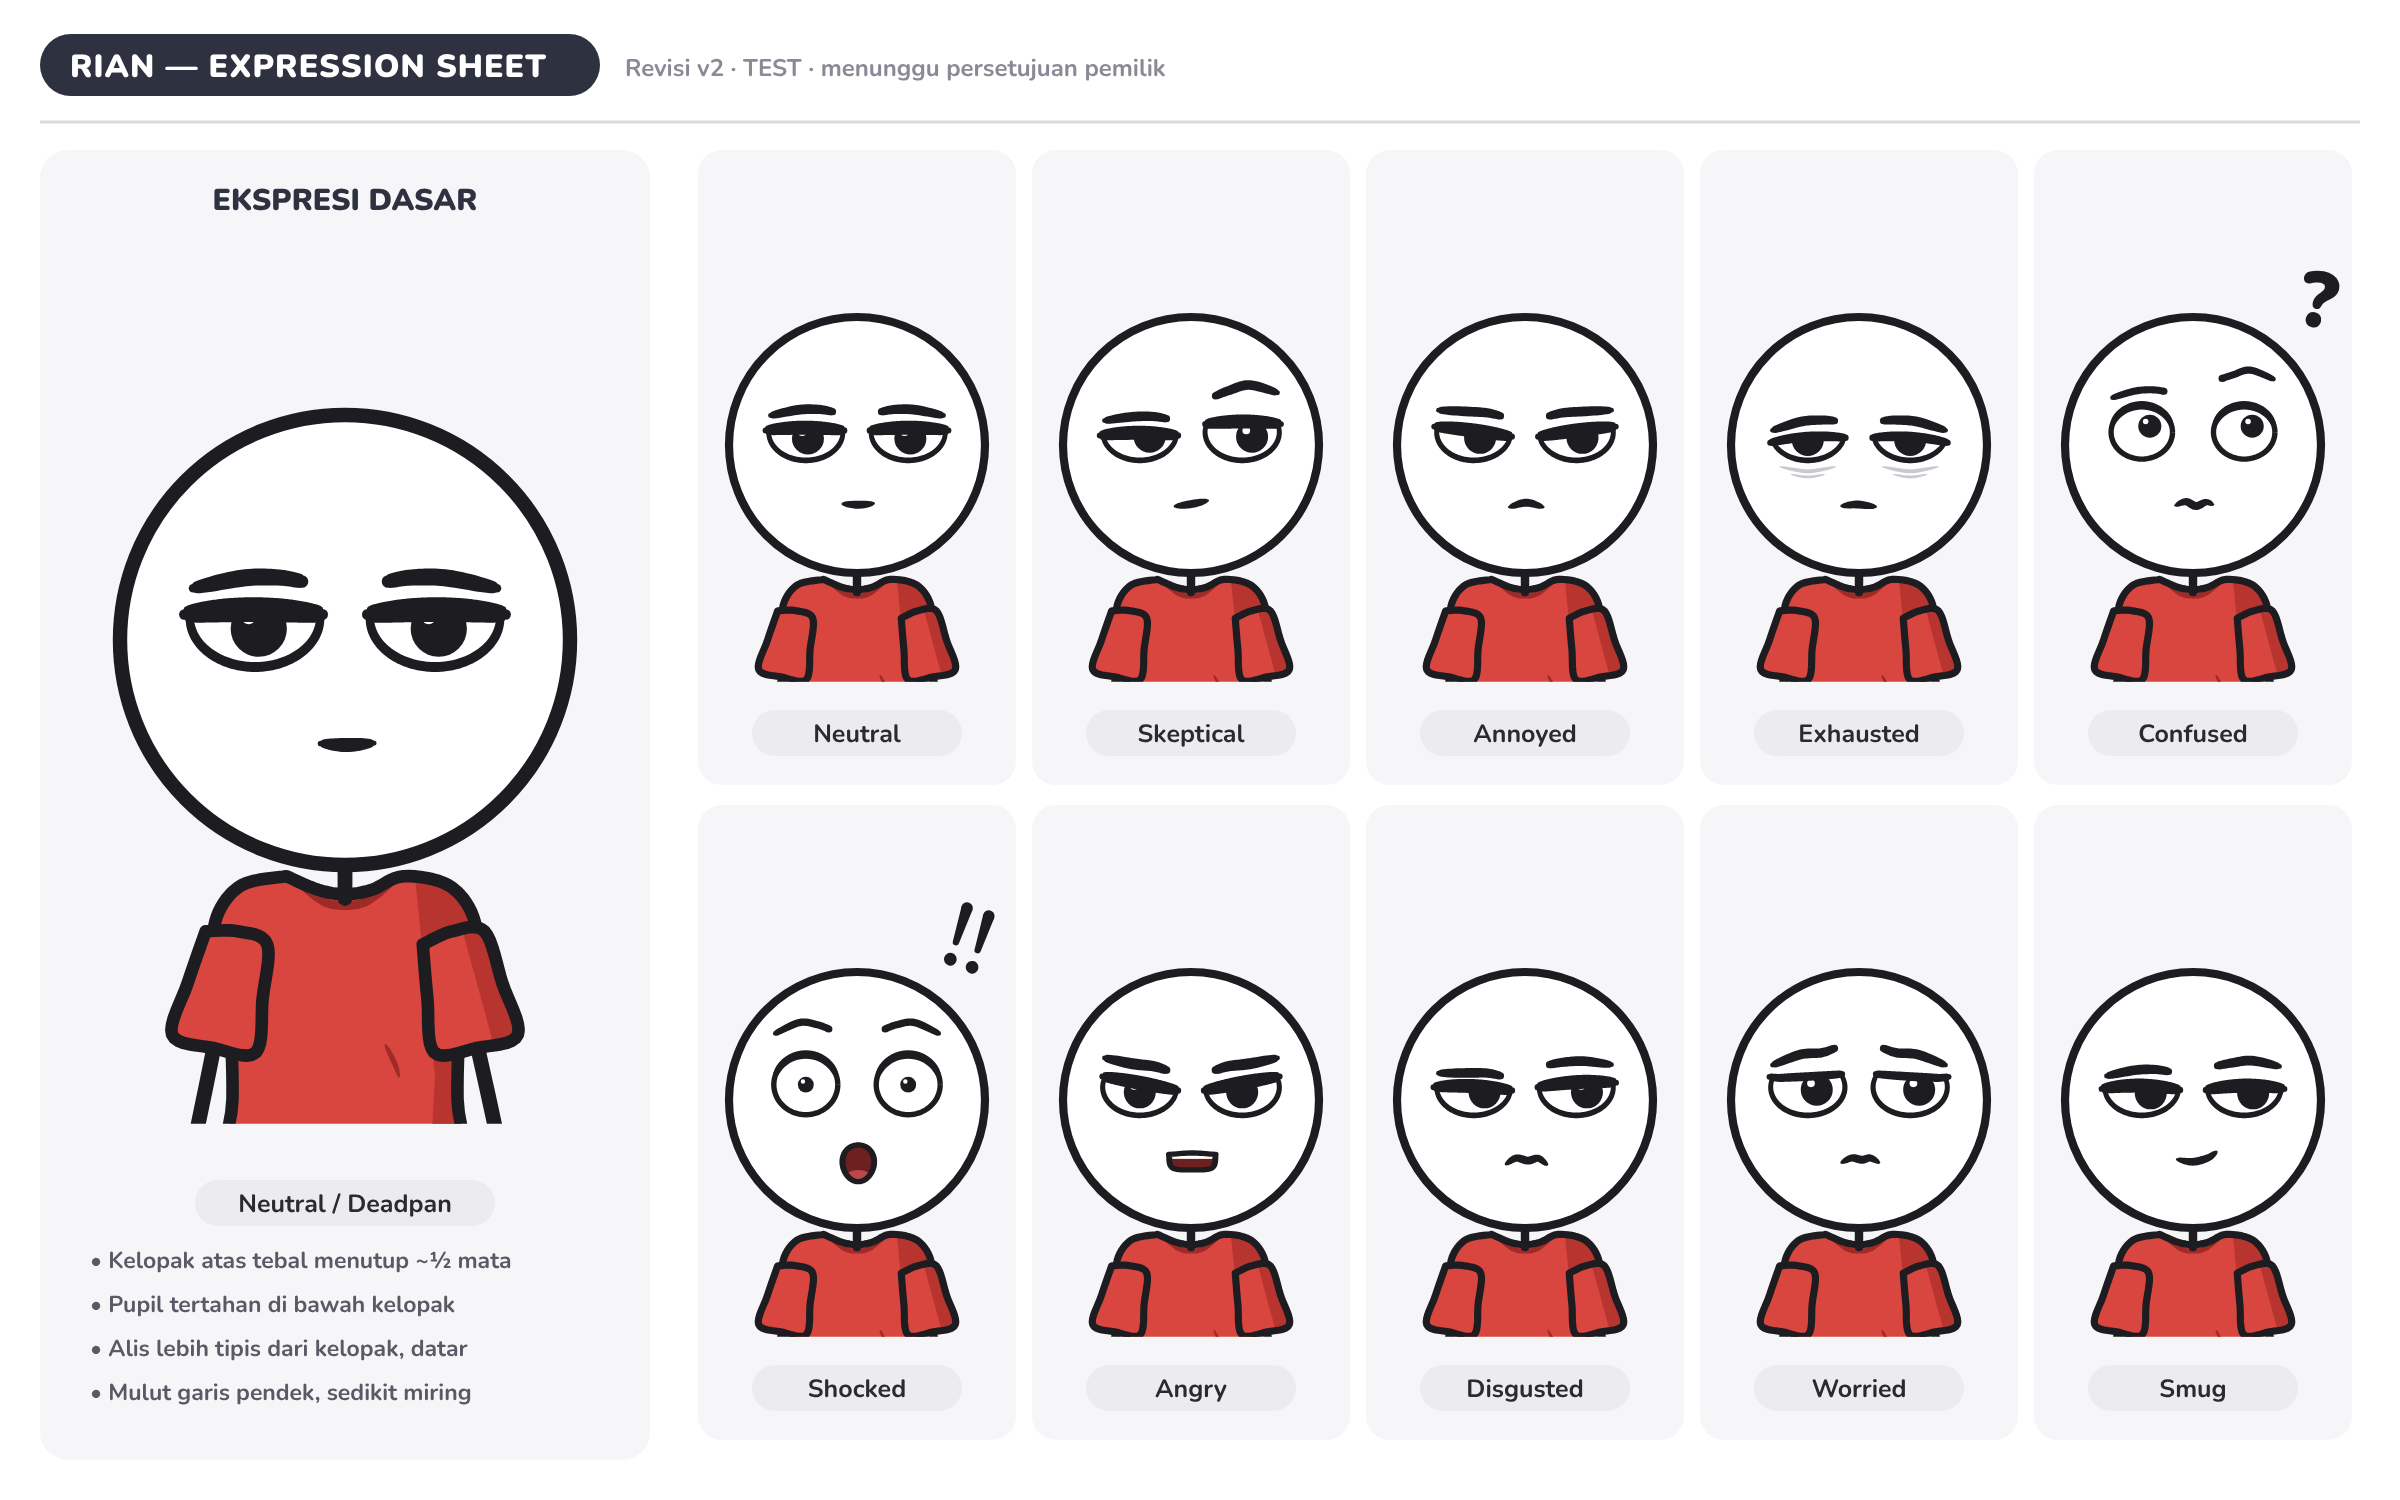 RIAN — EXPRESSION SHEET
Revisi v2 · TEST · menunggu persetujuan pemilik
EKSPRESI DASAR
Neutral / Deadpan
• Kelopak atas tebal menutup ~½ mata
• Pupil tertahan di bawah kelopak
• Alis lebih tipis dari kelopak, datar
• Mulut garis pendek, sedikit miring
?
Neutral
Skeptical
Annoyed
Exhausted
Confused
!!
Shocked
Angry
Disgusted
Worried
Smug